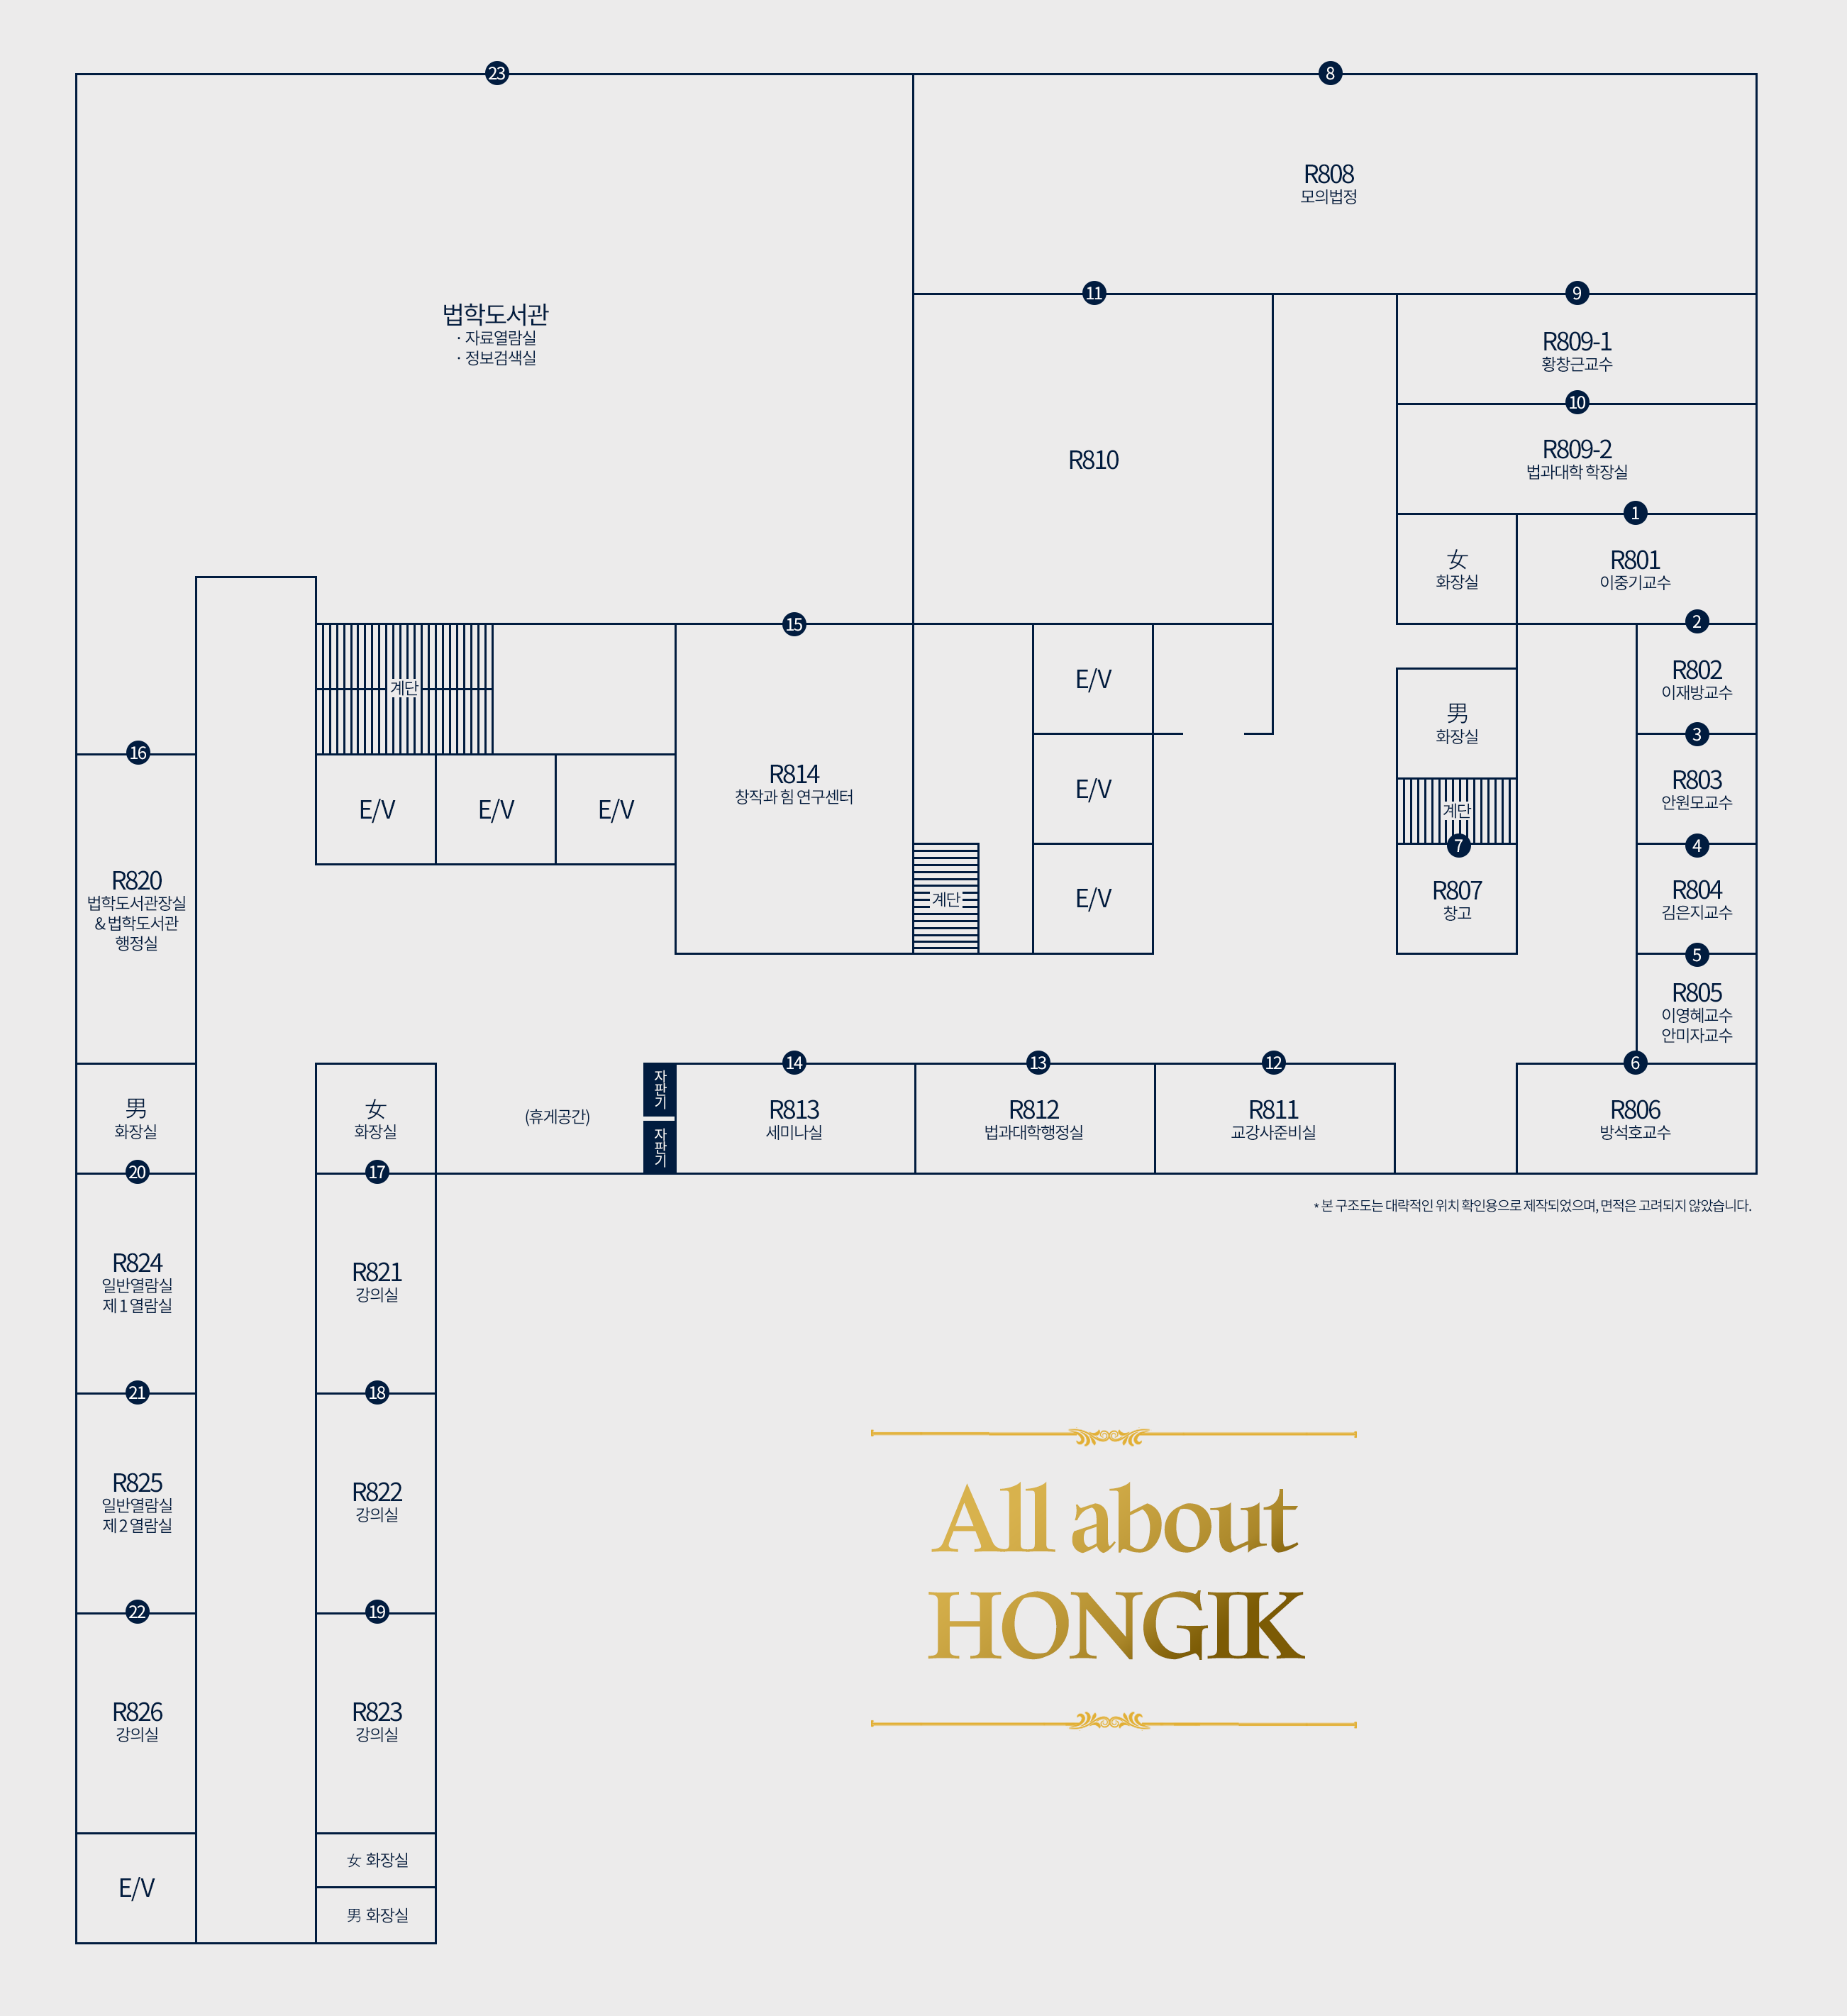 23
8
R808
모의법정
11
9
법학도서관
· 자료열람실
· 정보검색실
R809-1
황창근교수
10
R810
R809-2
법과대학 학장실
1
女
화장실
R801
이중기교수
15
2
계단
E/V
R802
이재방교수
男
화장실
3
16
R814
창작과 힘 연구센터
E/V
E/V
E/V
E/V
R803
안원모교수
계단
7
4
R820
법학도서관장실
& 법학도서관
행정실
계단
E/V
R807
창고
R804
김은지교수
5
R805
이영혜교수
안미자교수
14
13
12
6
男
화장실
女
화장실
(휴게공간)
자판기
자판기
R813
세미나실
R812
법과대학행정실
R811
교강사준비실
R806
방석호교수
20
17
* 본 구조도는 대략적인 위치 확인용으로 제작되었으며, 면적은 고려되지 않았습니다.
R824
일반열람실
제 1 열람실
R821
강의실
21
18
R825
일반열람실
제 2 열람실
R822
강의실
All about
HONGIK
22
19
R826
강의실
R823
강의실
E/V
女 화장실
男 화장실